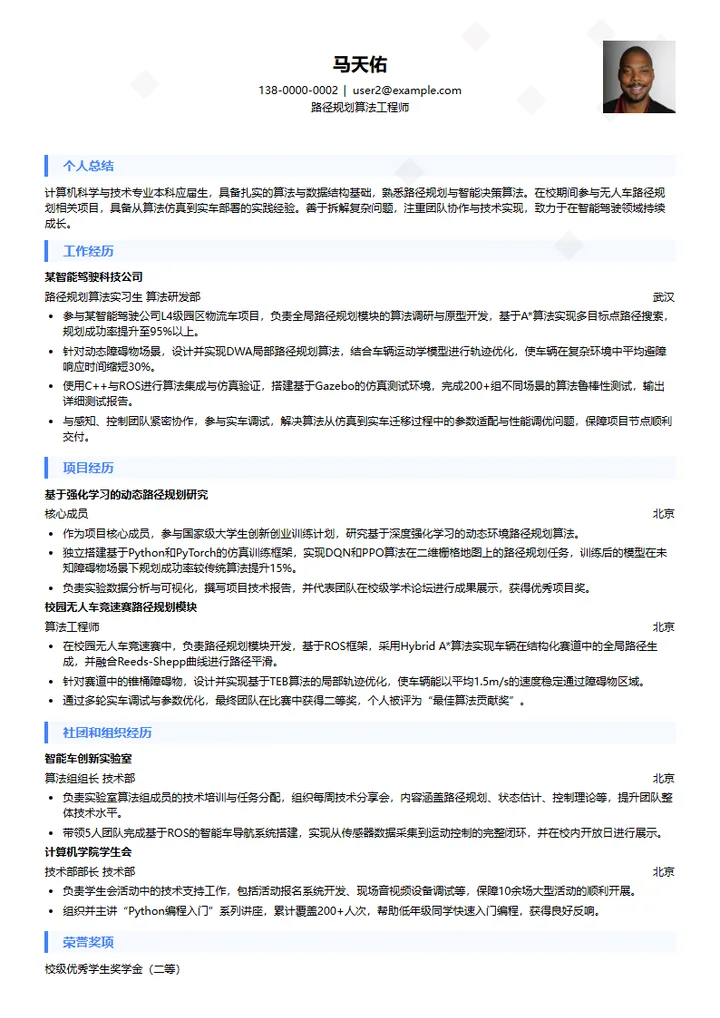 马天佑
138-0000-0002 | user2@example.com
路径规划算法工程师
个人总结
计算机科学与技术专业本科应届生，具备扎实的算法与数据结构基础，熟悉路径规划与智能决策算法。在校期间参与无人车路径规
划相关项目，具备从算法仿真到实车部署的实践经验。善于拆解复杂问题，注重团队协作与技术实现，致力于在智能驾驶领域持续
成长。
工作经历
某智能驾驶科技公司
路径规划算法实习生 算法研发部 武汉
• 参与某智能驾驶公司L4级园区物流车项目，负责全局路径规划模块的算法调研与原型开发，基于A*算法实现多目标点路径搜索，
规划成功率提升至95%以上。
• 针对动态障碍物场景，设计并实现DWA局部路径规划算法，结合车辆运动学模型进行轨迹优化，使车辆在复杂环境中平均避障
响应时间缩短30%。
• 使用C++与ROS进行算法集成与仿真验证，搭建基于Gazebo的仿真测试环境，完成200+组不同场景的算法鲁棒性测试，输出
详细测试报告。
• 与感知、控制团队紧密协作，参与实车调试，解决算法从仿真到实车迁移过程中的参数适配与性能调优问题，保障项目节点顺利
交付。
项目经历
基于强化学习的动态路径规划研究
核心成员 北京
• 作为项目核心成员，参与国家级大学生创新创业训练计划，研究基于深度强化学习的动态环境路径规划算法。
• 独立搭建基于Python和PyTorch的仿真训练框架，实现DQN和PPO算法在二维栅格地图上的路径规划任务，训练后的模型在未
知障碍物场景下规划成功率较传统算法提升15%。
• 负责实验数据分析与可视化，撰写项目技术报告，并代表团队在校级学术论坛进行成果展示，获得优秀项目奖。
校园无人车竞速赛路径规划模块
算法工程师 北京
• 在校园无人车竞速赛中，负责路径规划模块开发，基于ROS框架，采用Hybrid A*算法实现车辆在结构化赛道中的全局路径生
成，并融合Reeds-Shepp曲线进行路径平滑。
• 针对赛道中的锥桶障碍物，设计并实现基于TEB算法的局部轨迹优化，使车辆能以平均1.5m/s的速度稳定通过障碍物区域。
• 通过多轮实车调试与参数优化，最终团队在比赛中获得二等奖，个人被评为“最佳算法贡献奖”。
社团和组织经历
智能车创新实验室
算法组组长 技术部 北京
• 负责实验室算法组成员的技术培训与任务分配，组织每周技术分享会，内容涵盖路径规划、状态估计、控制理论等，提升团队整
体技术水平。
• 带领5人团队完成基于ROS的智能车导航系统搭建，实现从传感器数据采集到运动控制的完整闭环，并在校内开放日进行展示。
计算机学院学生会
技术部部长 技术部 北京
• 负责学生会活动中的技术支持工作，包括活动报名系统开发、现场音视频设备调试等，保障10余场大型活动的顺利开展。
• 组织并主讲“Python编程入门”系列讲座，累计覆盖200+人次，帮助低年级同学快速入门编程，获得良好反响。
荣誉奖项
校级优秀学生奖学金（二等）